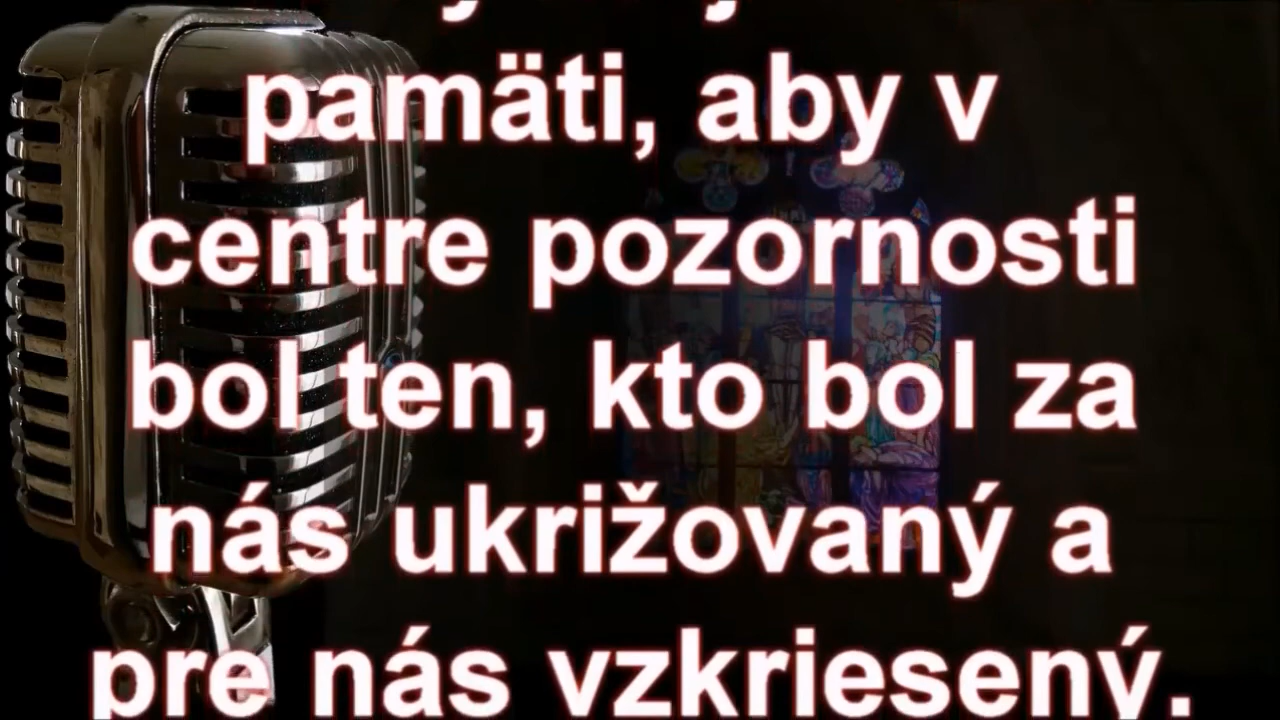 pamäti, aby v
centre pozornosti
bol ten, kto bol za
nás ukrižovaný a
pre nás vzkriesený.